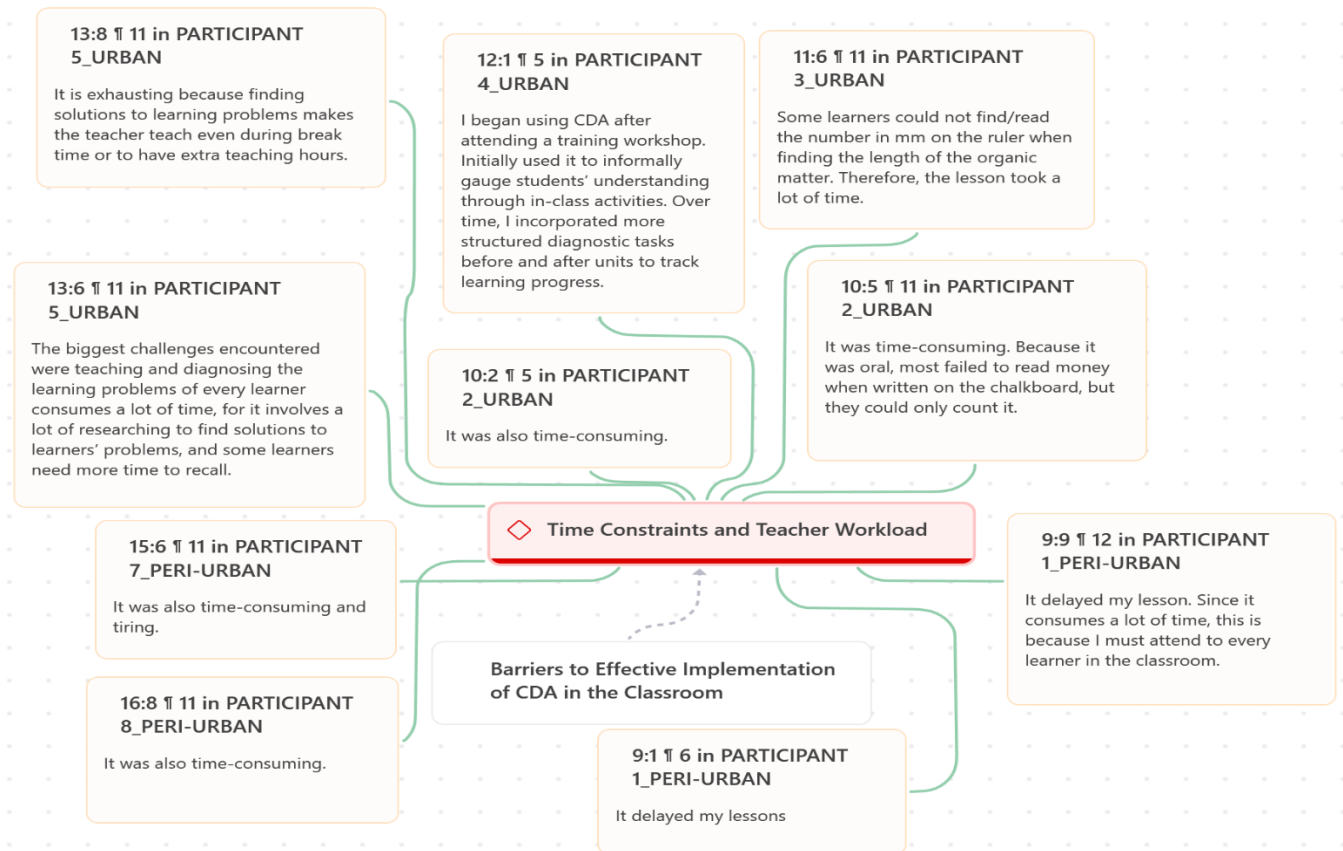 13:8 ¶ 11 in PARTICIPANT
5_URBAN
It is exhausting because finding
solutions to learning problems makes
the teacher teach even during break
time or to have extra teaching hours.
12:1 ¶ 5 in PARTICIPANT
4_URBAN
I began using CDA after
attending a training workshop.
Initially used it to informally
gauge students’ understanding
through in-class activities. Over
time, I incorporated more
structured diagnostic tasks
before and after units to track
learning progress.
11:6 ¶ 11 in PARTICIPANT
3_URBAN
Some learners could not find/read
the number in mm on the ruler when
finding the length of the organic
matter. Therefore, the lesson took a
lot of time.
13:6 ¶ 11 in PARTICIPANT
5_URBAN
The biggest challenges encountered
were teaching and diagnosing the
learning problems of every learner
consumes a lot of time, for it involves a
lot of researching to find solutions to
learners’ problems, and some learners
need more time to recall.
10:2 ¶ 5 in PARTICIPANT
2_URBAN
It was also time-consuming.
10:5 ¶ 11 in PARTICIPANT
2_URBAN
It was time-consuming. Because it
was oral, most failed to read money
when written on the chalkboard, but
they could only count it.
Time Constraints and Teacher Workload
15:6 ¶ 11 in PARTICIPANT
7_PERI-URBAN
It was also time-consuming and
tiring.
9:9 ¶ 12 in PARTICIPANT
1_PERI-URBAN
It delayed my lesson. Since it
consumes a lot of time, this is
because I must attend to every
learner in the classroom.
Barriers to Effective Implementation
of CDA in the Classroom
16:8 ¶ 11 in PARTICIPANT
8_PERI-URBAN
It was also time-consuming.
9:1 ¶ 6 in PARTICIPANT
1_PERI-URBAN
It delayed my lessons